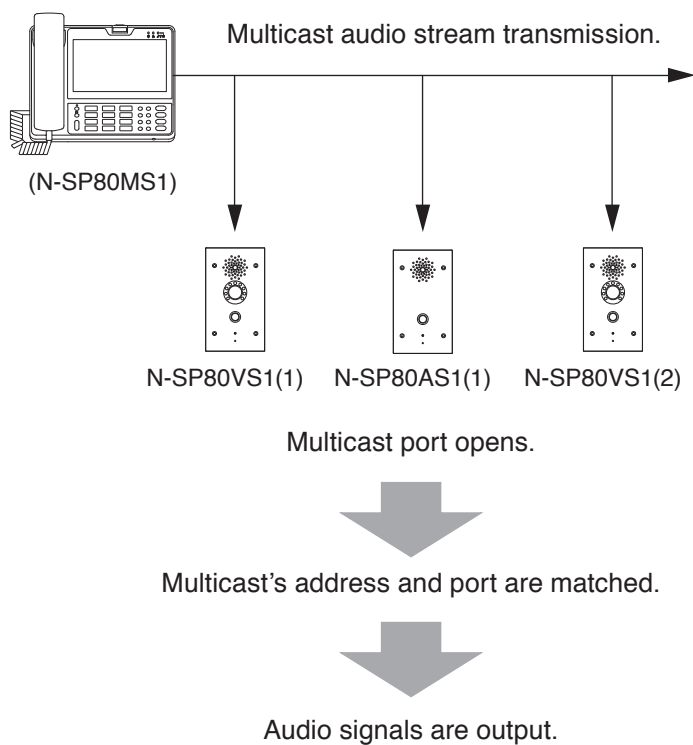 Multicast audio stream transmission.
(N-SP80MS1)
N-SP80VS1(1)
N-SP80AS1(1)
N-SP80VS1(2)
Multicast port opens.
Multicast's address and port are matched.
Audio signals are output.